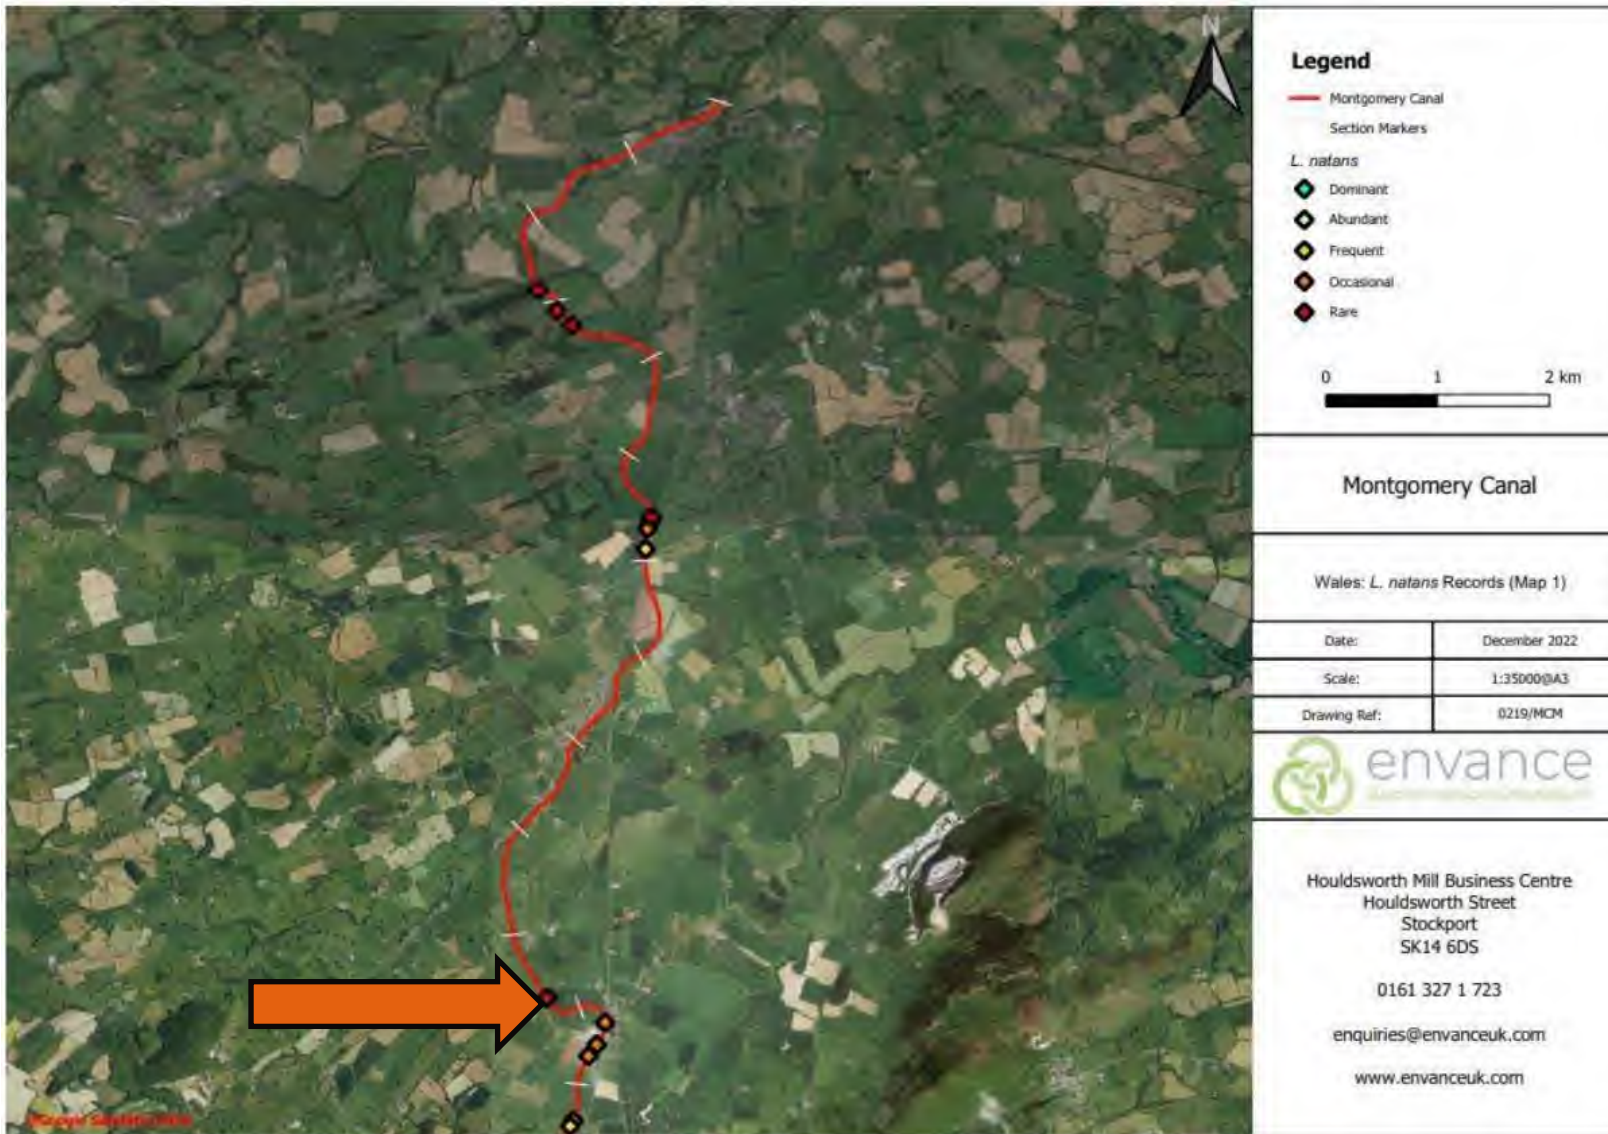 N
Legend
Montgomery Canal
Section Markers
L. natans
Dominant
Abundant
Frequent
Occasional
Rare
0 1 2 km
Montgomery Canal
Wales: L. natans Records (Map 1)
Date: December 2022
Scale: 1:35000@A3
Drawing Ref: 0219/MCM
envance
Houldsworth Mill Business Centre
Houldsworth Street
Stockport
SK14 6DS
0161 327 1 723
enquiries@envanceuk.com
www.envanceuk.com